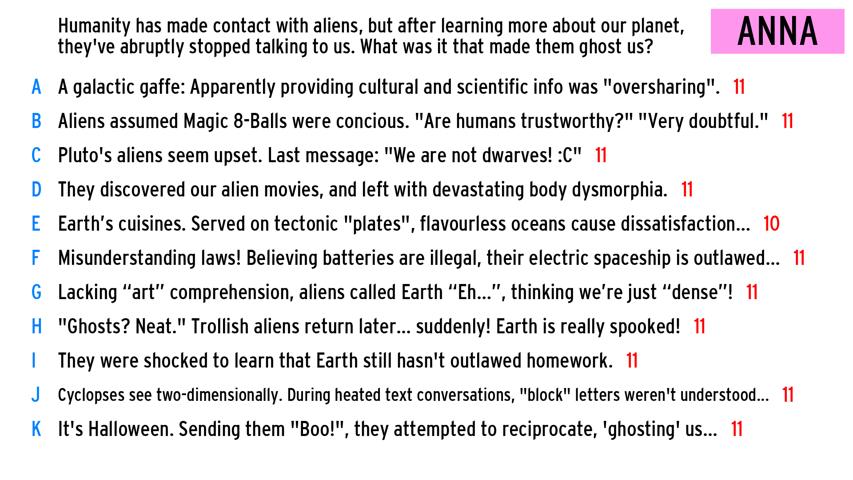 Humanity has made contact with aliens, but after learning more about our planet,
they've abruptly stopped talking to us. What was it that made them ghost us?
ANNA
A A galactic gaffe: Apparently providing cultural and scientific info was "oversharing". 11
B Aliens assumed Magic 8-Balls were concious. "Are humans trustworthy?" "Very doubtful." 11
C Pluto's aliens seem upset. Last message: "We are not dwarves! :C" 11
D They discovered our alien movies, and left with devastating body dysmorphia. 11
E Earth’s cuisines. Served on tectonic "plates", flavourless oceans cause dissatisfaction... 10
F Misunderstanding laws! Believing batteries are illegal, their electric spaceship is outlawed... 11
G Lacking “art” comprehension, aliens called Earth “Eh...”, thinking we’re just “dense”! 11
H "Ghosts? Neat." Trollish aliens return later... suddenly! Earth is really spooked! 11
I They were shocked to learn that Earth still hasn't outlawed homework. 11
J Cyclopses see two-dimensionally. During heated text conversations, "block" letters weren't understood... 11
K It's Halloween. Sending them "Boo!", they attempted to reciprocate, 'ghosting' us... 11